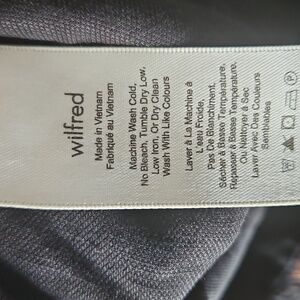 wilfred
Made in Vietnam
Fabriqué au Vietnam
Machine Wash Cold,
No Bleach, Tumble Dry Low,
Low Iron Or Dry Clean
Wash With Like Colours
Laver À La Machine À
L'eau Froide,
Pas De Blanchiment,
Sécher À Basse Température,
Repasser À Basse Température,
Ou Nettoyer À Sec
Laver Avec Des Couleurs
Semblables